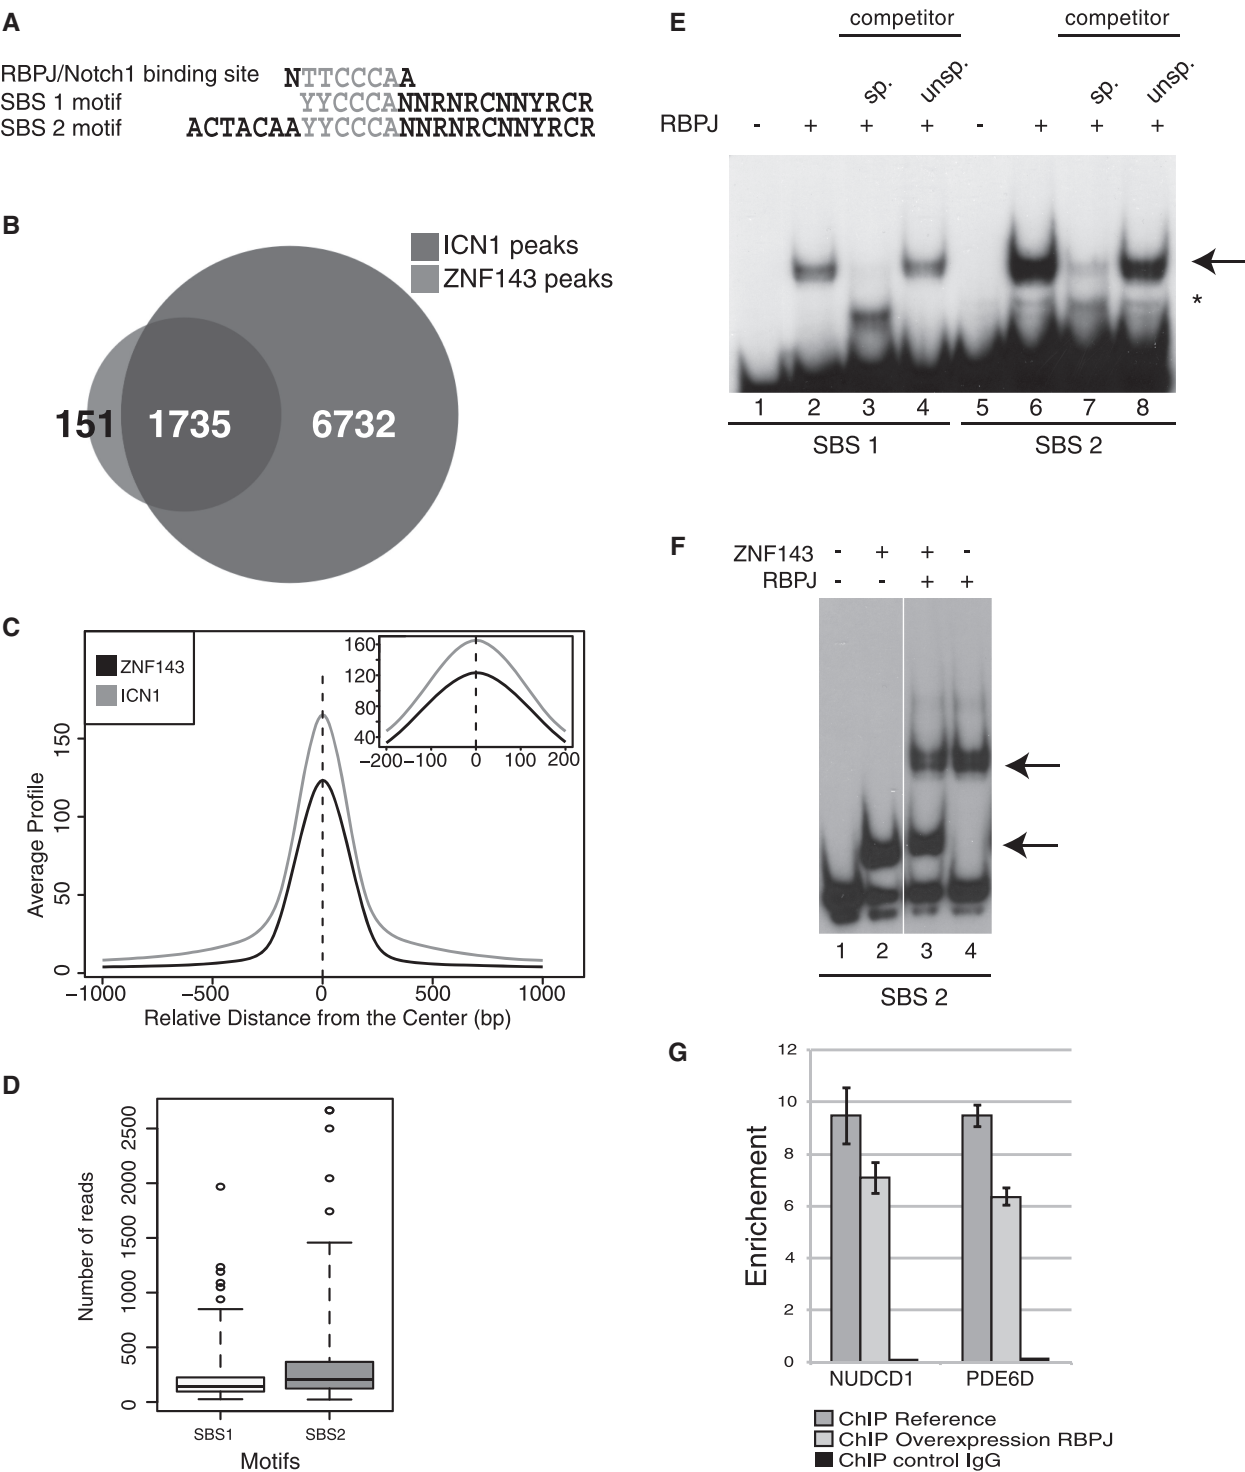 A
RBPJ/Notch1 binding site NTTCCCAA
SBS 1 motif YYCCCANNRNRCNNYRCR
SBS 2 motif ACTACAAYYCCCANNRNRCNNYRCR
B
ICN1 peaks
ZNF143 peaks
151 1735 6732
C
ZNF143
ICN1
160
120
80
40
−200 −100 0 100 200
Average Profile
150
100
50
0
−1000 −500 0 500 1000
Relative Distance from the Center (bp)
D
Number of reads
2500
2000
1500
1000
500
0
SBS1 SBS2
Motifs
E
competitor competitor
sp. unsp. sp. unsp.
RBPJ - + + + - + + +
*
1 2 3 4 5 6 7 8
SBS 1 SBS 2
F
ZNF143 - + + -
RBPJ - - + +
1 2 3 4
SBS 2
G
Enrichement
12
10
8
6
4
2
0
NUDCD1 PDE6D
ChIP Reference
ChIP Overexpression RBPJ
ChIP control IgG